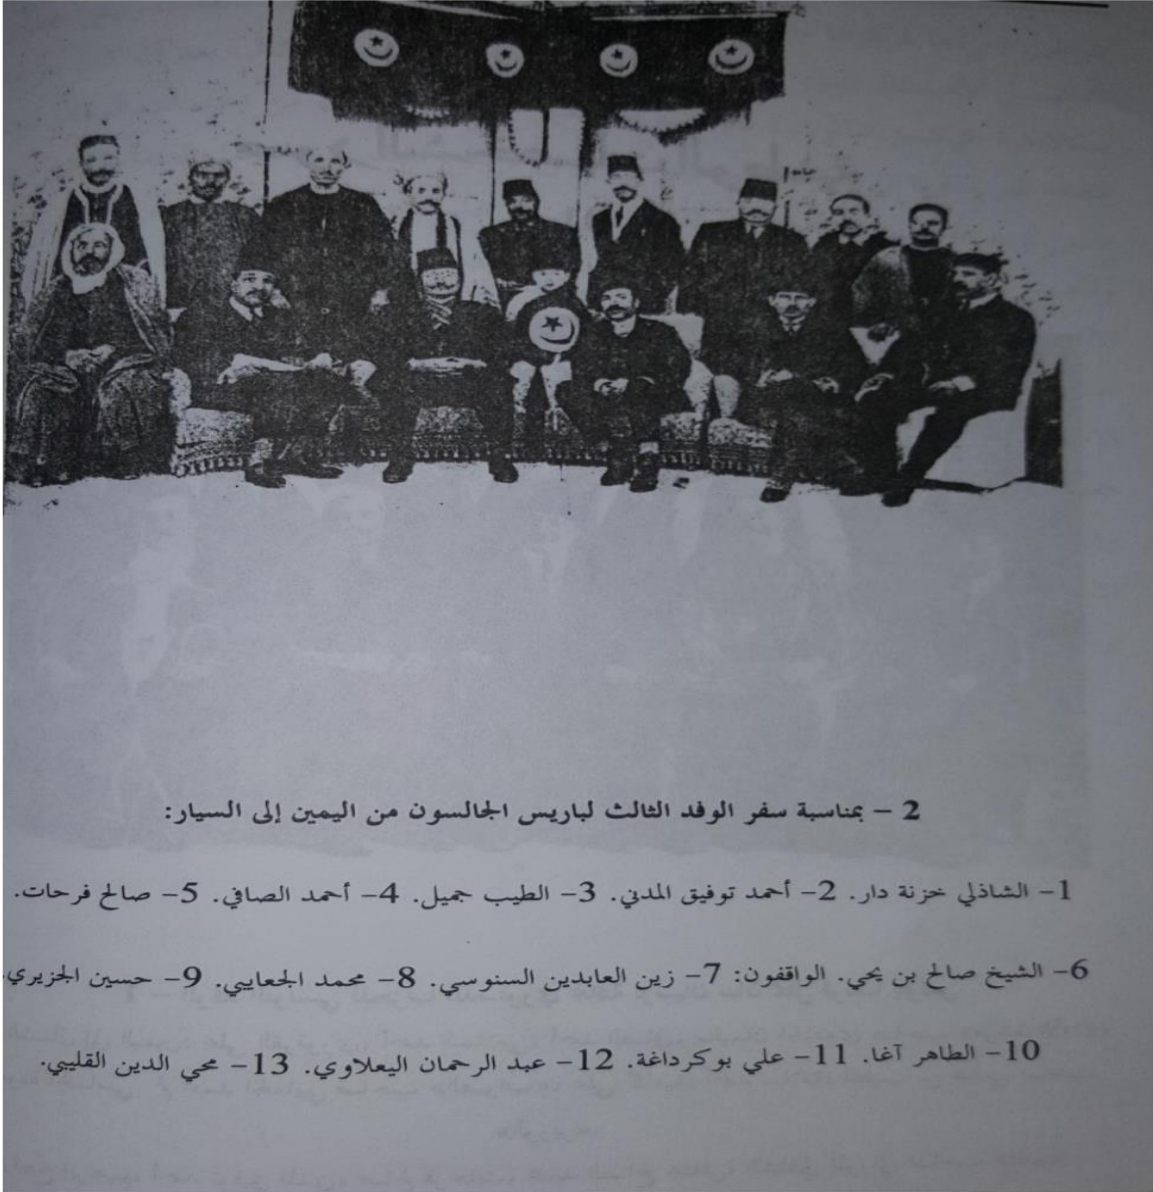 2 – بمناسبة سفر الوفد الثالث لباريس الجالسون من اليمين إلى السيار:
1– الشاذلي خزنة دار. 2– أحمد توفيق المدني. 3– الطيب جميل. 4– أحمد الصافي. 5– صالح فرحات.
6– الشيخ صالح بن يحي. الواقفون: 7– زين العابدين السنوسي. 8– محمد الجعايبي. 9– حسين الجزيري.
10– الطاهر آغا. 11– علي بوكرداغة. 12– عبد الرحمان اليعلاوي. 13– محي الدين القليبي.